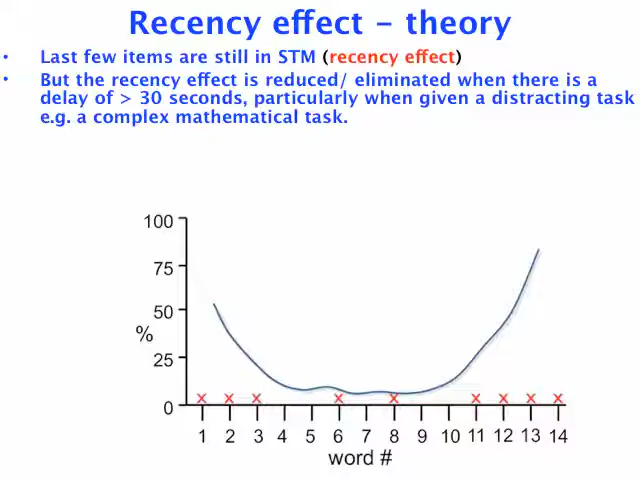 Recency effect - theory
• Last few items are still in STM (recency effect)
• But the recency effect is reduced/ eliminated when there is a
delay of > 30 seconds, particularly when given a distracting task
e.g. a complex mathematical task.
100
75
50
%
25
0
x x x x x x x x x
1 2 3 4 5 6 7 8 9 10 11 12 13 14
word #